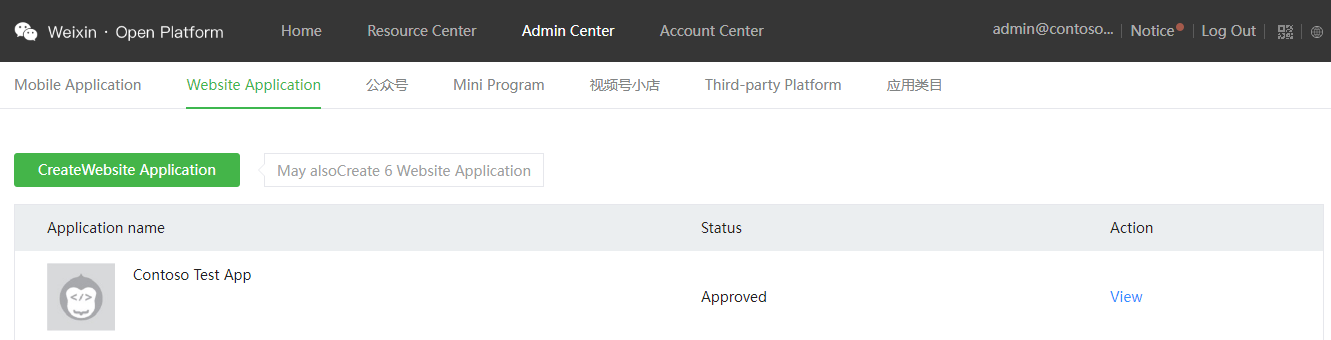 Weixin · Open Platform Home Resource Center Admin Center Account Center admin@contoso... Notice Log Out
Mobile Application Website Application 公众号 Mini Program 视频号小店 Third-party Platform 应用类目
CreateWebsite Application May alsoCreate 6 Website Application
Application name Status Action
Contoso Test App
</> Approved View